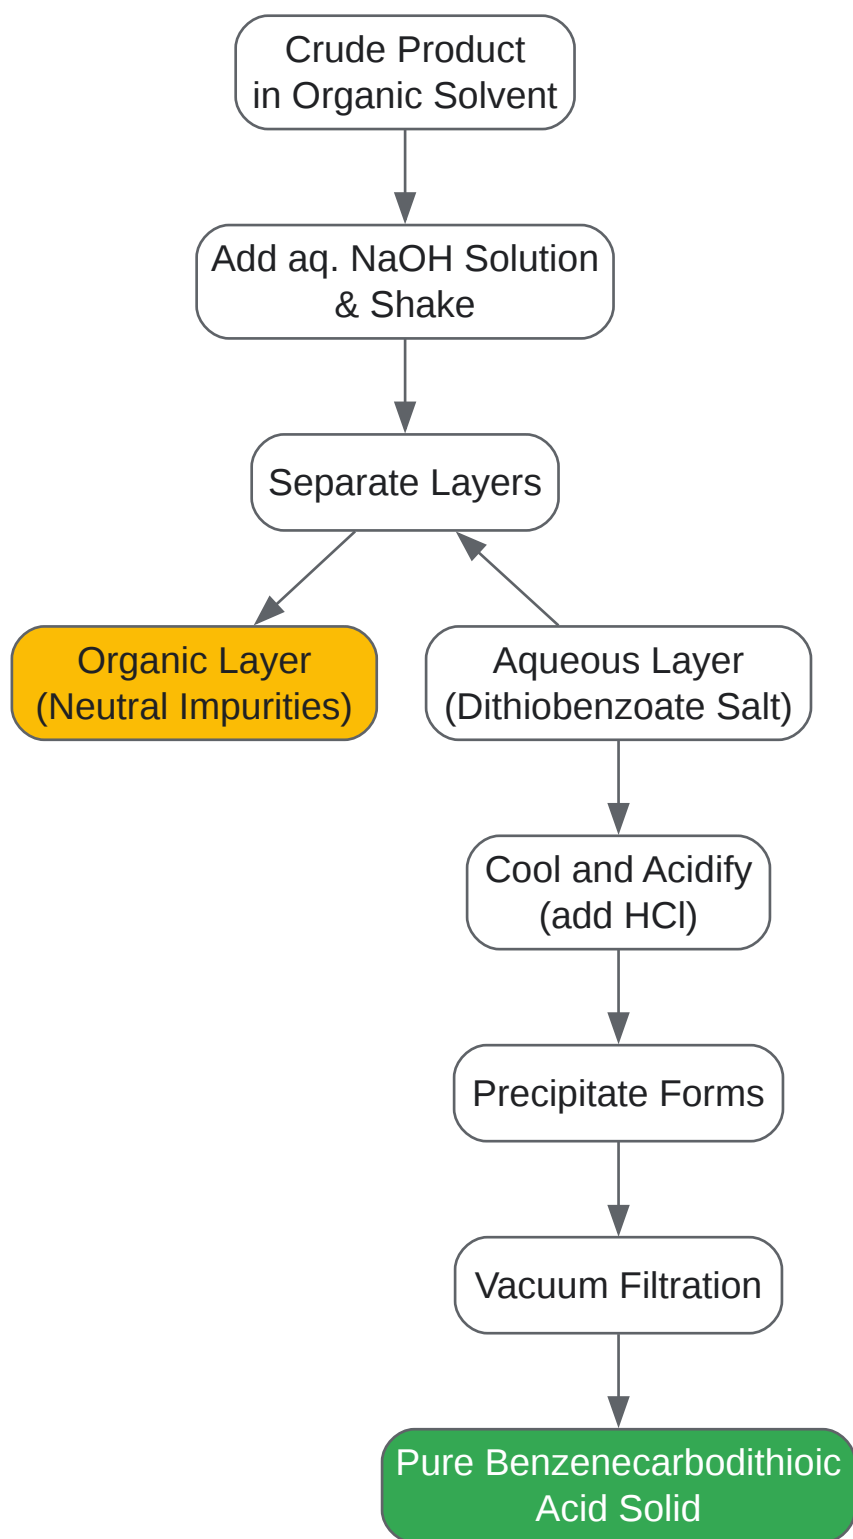 Crude Product
in Organic Solvent
Add aq. NaOH Solution
& Shake
Separate Layers
Organic Layer
(Neutral Impurities)
Aqueous Layer
(Dithiobenzoate Salt)
Cool and Acidify
(add HCl)
Precipitate Forms
Vacuum Filtration
Pure Benzenecarbodithioic
Acid Solid